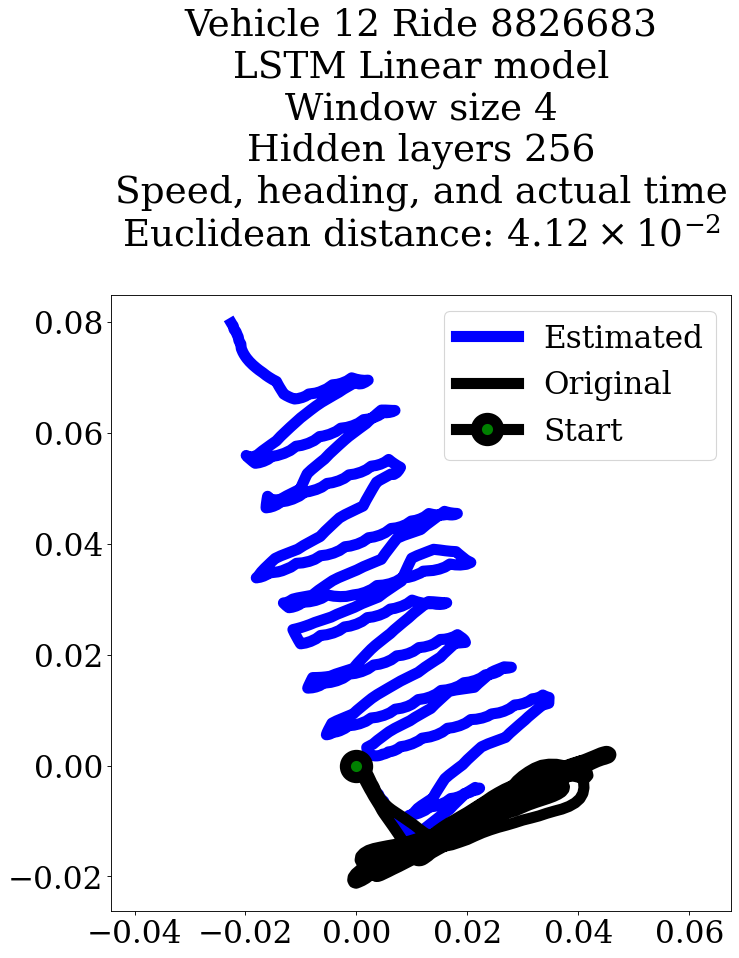 Vehicle 12 Ride 8826683
LSTM Linear model
Window size 4
Hidden layers 256
Speed, heading, and actual time
Euclidean distance: 4.12 × 10⁻²
Estimated
Original
Start
0.08
0.06
0.04
0.02
0.00
−0.02
−0.04 −0.02 0.00 0.02 0.04 0.06